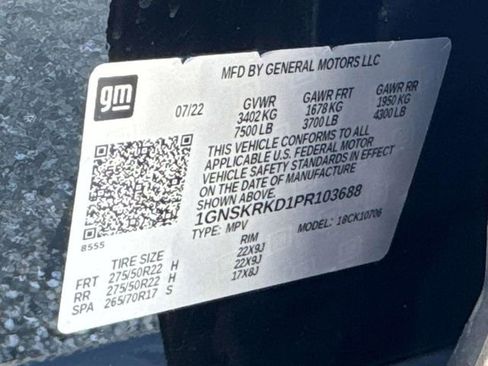 gm
MFD BY GENERAL MOTORS LLC
07/22 GVWR GAWR FRT GAWR RR
3402 KG 1678 KG 1950 KG
7500 LB 3700 LB 4300 LB
THIS VEHICLE CONFORMS TO ALL
APPLICABLE U.S. FEDERAL MOTOR
VEHICLE SAFETY STANDARDS IN EFFECT
ON THE DATE OF MANUFACTURE
SHOWN ABOVE.
1GNSKRKD1PR103688
TYPE: MPV MODEL: 1BCK10706
8555
TIRE SIZE RIM
FRT 275/50R22 H 22X9J
RR 275/50R22 H 22X9J
SPA 265/70R17 S 17X8J